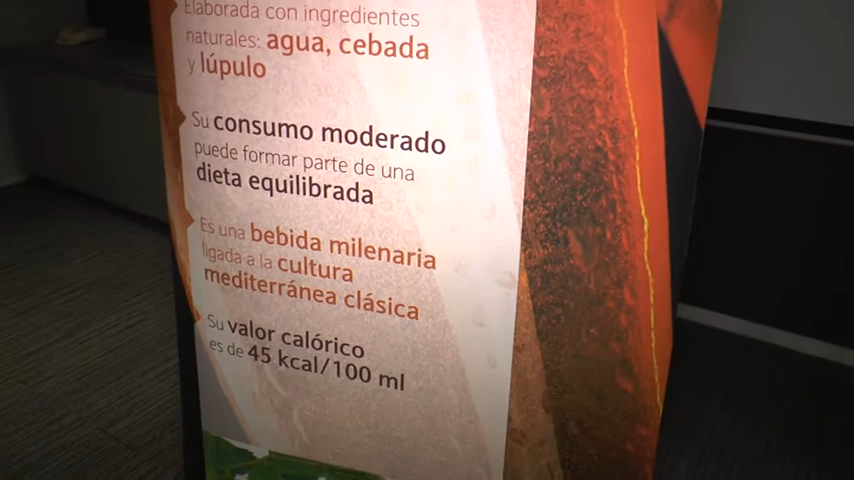 Elaborada con ingredientes
naturales: agua, cebada
y lúpulo
Su consumo moderado
puede formar parte de una
dieta equilibrada
Es una bebida milenaria
ligada a la cultura
mediterránea clásica
Su valor calórico
es de 45 kcal/100 ml